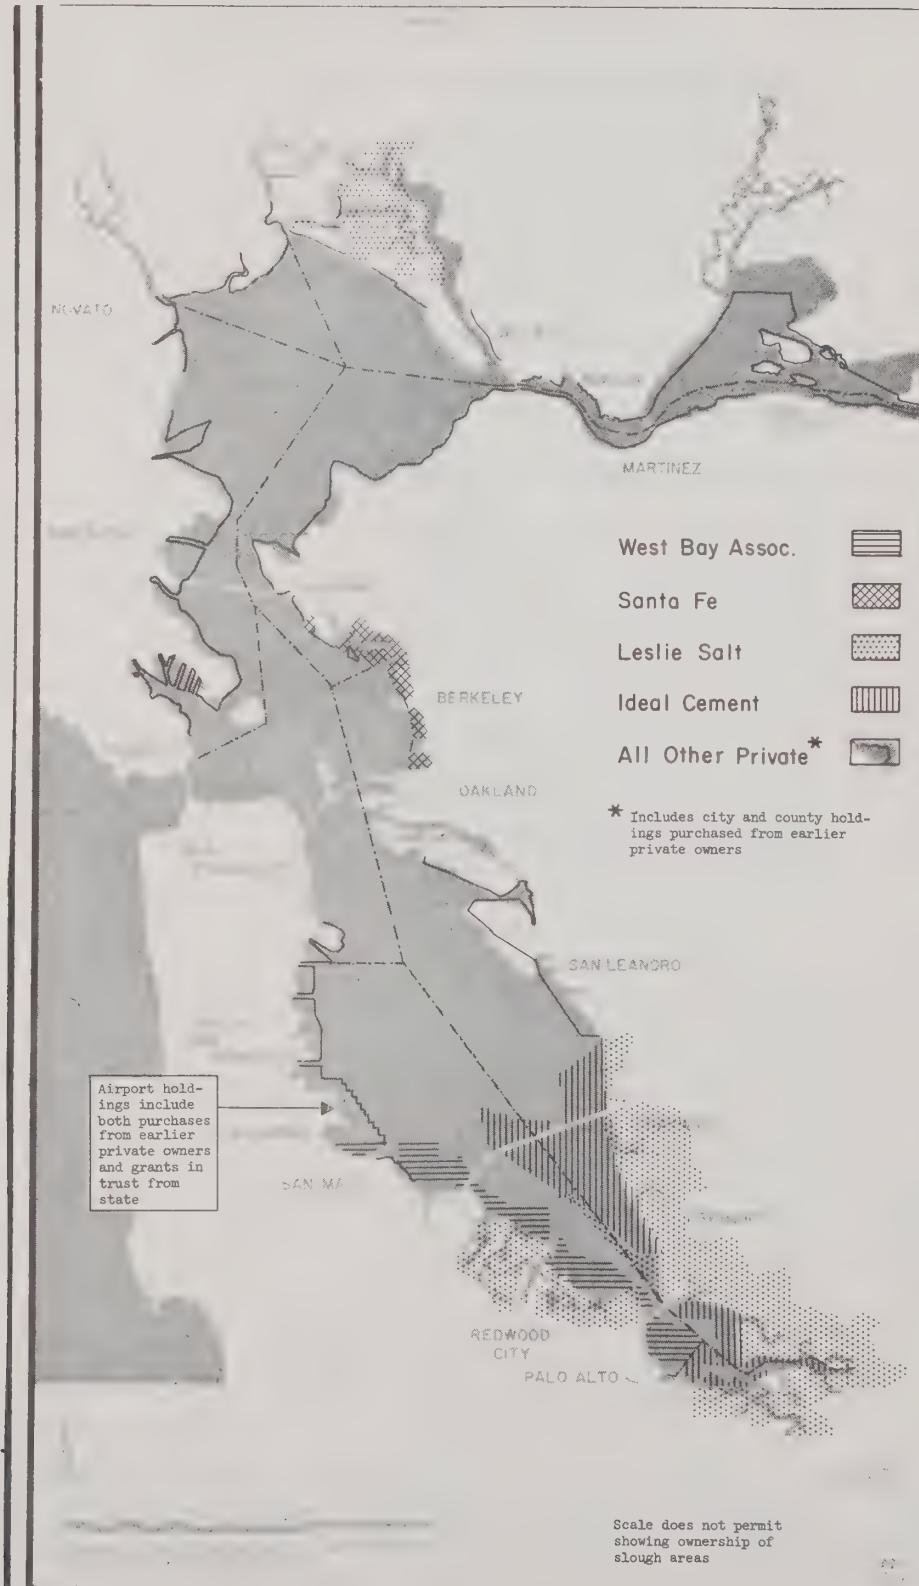 NOVATO
MARTINEZ
West Bay Assoc.
Santa Fe
Leslie Salt
Ideal Cement
All Other Private*
* Includes city and county hold-
ings purchased from earlier
private owners
BERKELEY
OAKLAND
SAN LEANDRO
Airport hold-
ings include
both purchases
from earlier
private owners
and grants in
trust from
state
SAN MA
REDWOOD
CITY
PALO ALTO
Scale does not permit
showing ownership of
slough areas